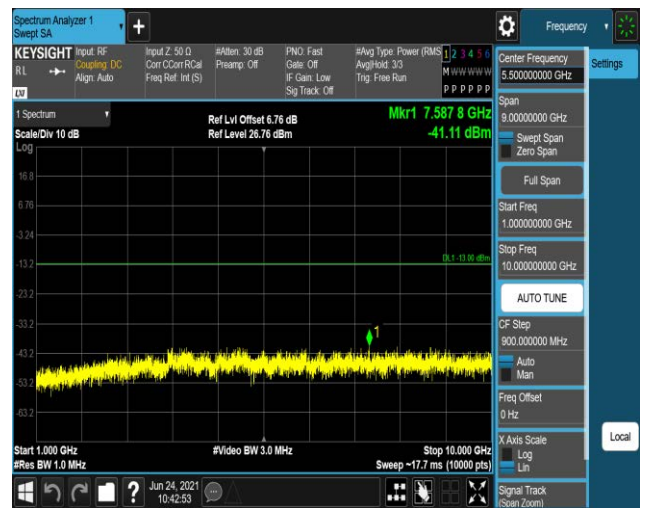 Spectrum Analyzer 1
Swept SA
Frequency
KEYSIGHT
RL
LXI
Input: RF
Coupling: DC
Align: Auto
Input Z: 50 Ω
Corr CCorr RCal
Freq Ref: Int (S)
#Atten: 30 dB
Preamp: Off
PNO: Fast
Gate: Off
IF Gain: Low
Sig Track: Off
#Avg Type: Power (RMS
Avg|Hold: 3/3
Trig: Free Run
1 2 3 4 5 6
M W W W W W
P P P P P P
Center Frequency
5.500000000 GHz
Settings
1 Spectrum
Scale/Div 10 dB
Log
Ref Lvl Offset 6.76 dB
Ref Level 26.76 dBm
Mkr1 7.587 8 GHz
-41.11 dBm
16.8
6.76
-3.24
-13.2
-23.2
-33.2
-43.2
-53.2
-63.2
DL1 -13.00 dBm
1
Span
9.00000000 GHz
Swept Span
Zero Span
Full Span
Start Freq
1.000000000 GHz
Stop Freq
10.000000000 GHz
AUTO TUNE
CF Step
900.000000 MHz
Auto
Man
Freq Offset
0 Hz
X Axis Scale
Log
Lin
Local
Signal Track
(Span Zoom)
Start 1.000 GHz
#Res BW 1.0 MHz
#Video BW 3.0 MHz
Stop 10.000 GHz
Sweep ~17.7 ms (10000 pts)
?
Jun 24, 2021
10:42:53